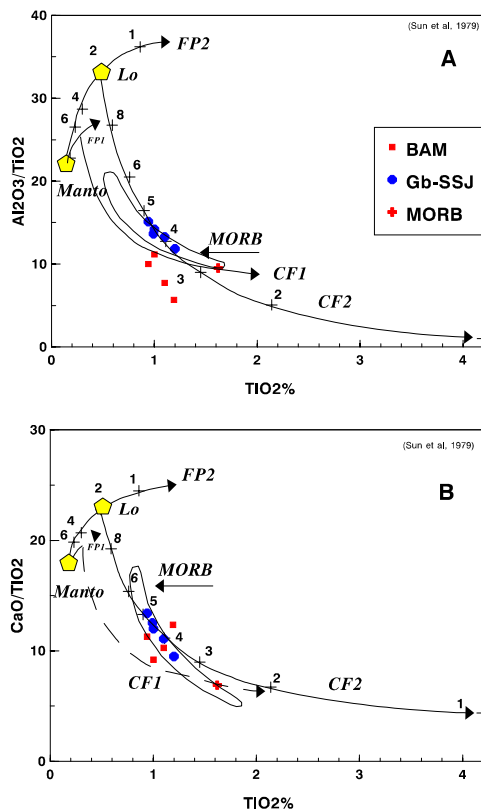 40
(Sun et al, 1979)
1
FP2
2
Lo
A
30
4
8
6
FP1
Manto
6
20
5
4
MORB
10
3
CF1
2
CF2
0
0
1
2
3
4
Al2O3/TiO2
TIO2%
BAM
Gb-SSJ
MORB
30
(Sun et al, 1979)
1
FP2
2
Lo
B
4
8
6
FP1
20
Manto
6
MORB
5
4
10
3
CF1
2
CF2
1
0
0
1
2
3
4
CaO/TIO2
TIO2%